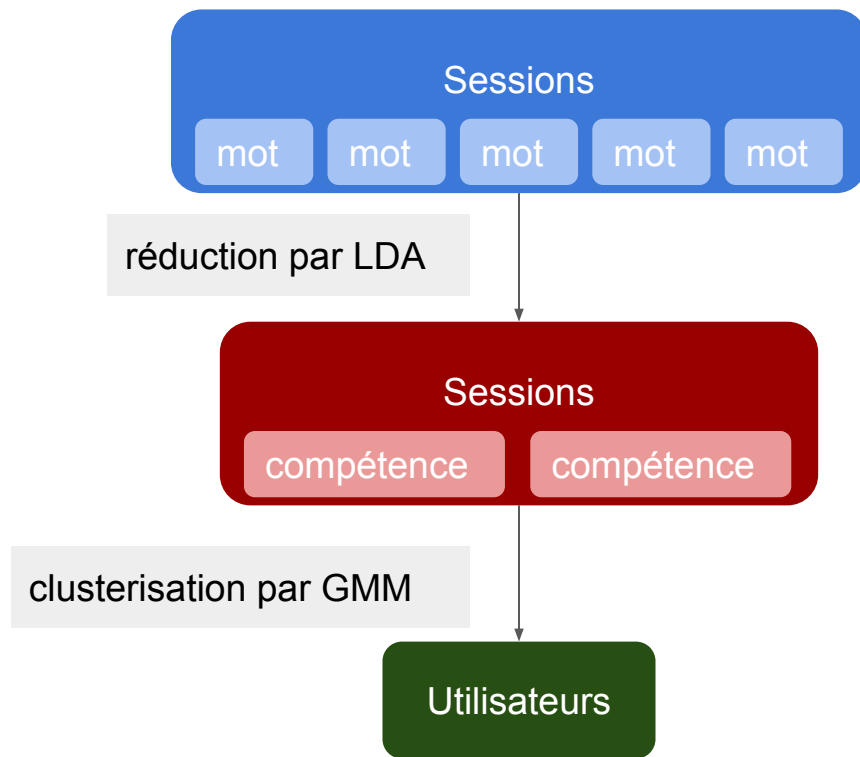 Sessions
mot mot mot mot mot
réduction par LDA
Sessions
compétence compétence
clusterisation par GMM
Utilisateurs